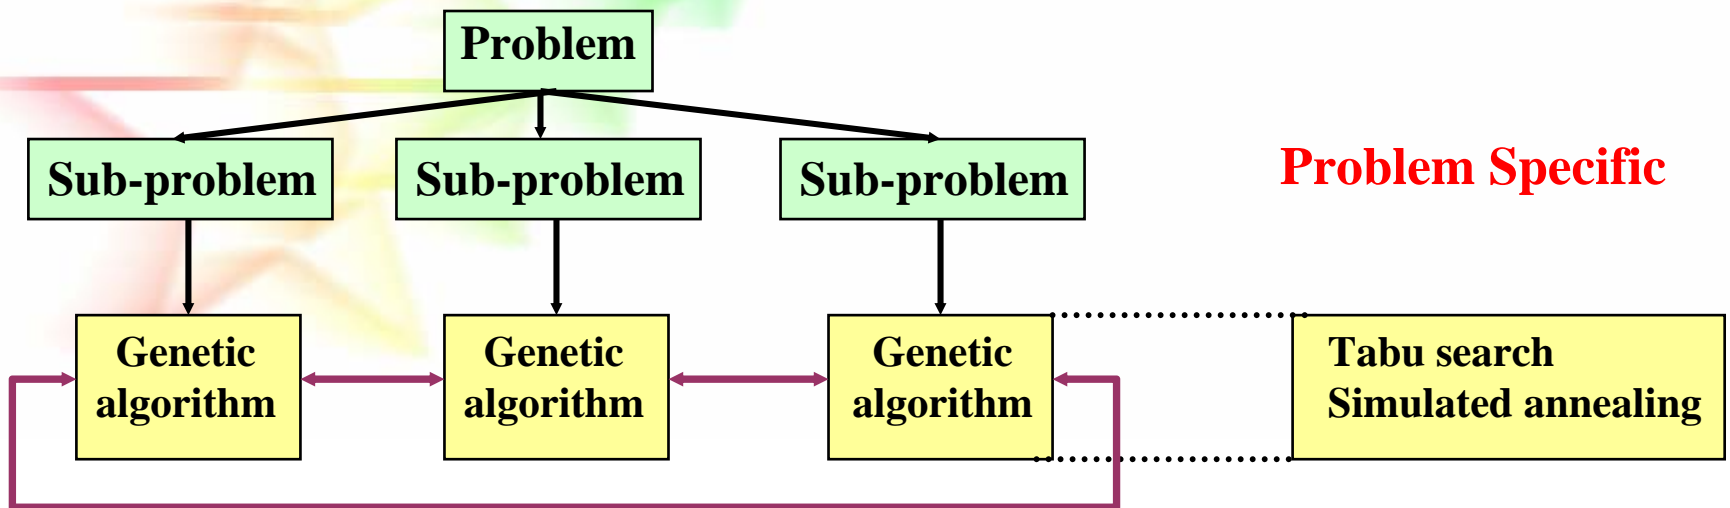 Problem
Sub-problem
Sub-problem
Sub-problem
Problem Specific
Genetic
algorithm
Genetic
algorithm
Genetic
algorithm
Tabu search
Simulated annealing